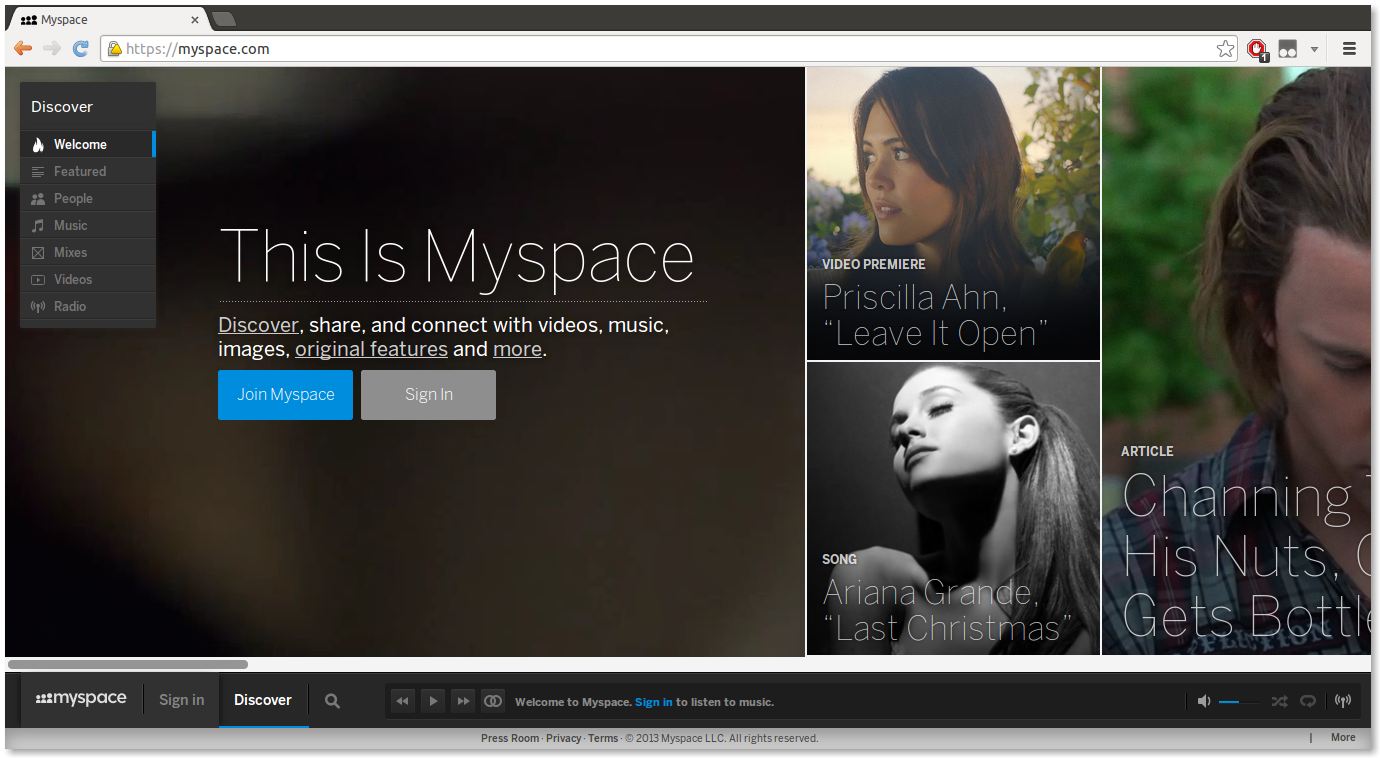 Myspace
https://myspace.com
1
Discover
Welcome
Featured
People
Music
Mixes
Videos
Radio
This Is Myspace
Discover, share, and connect with videos, music,
images, original features and more.
Join Myspace
Sign In
VIDEO PREMIERE
Priscilla Ahn,
“Leave It Open”
SONG
Ariana Grande,
“Last Christmas”
ARTICLE
Channing
His Nuts,
Gets Bottle
myspace
Sign in
Discover
Welcome to Myspace. Sign in to listen to music.
Press Room · Privacy · Terms · © 2013 Myspace LLC. All rights reserved.
| More